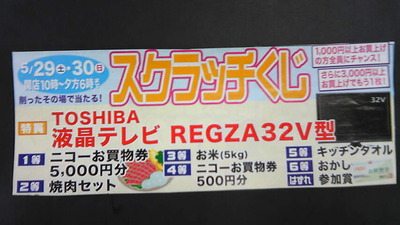 5/29(土)・30(日)
開店10時〜夕方6時まで
削ったその場で当たる!
スクラッチくじ
1,000円以上お買上げ
の方全員にチャンス!
さらに3,000円以上
お買上げでもう1枚!
32V
特賞 TOSHIBA
液晶テレビ REGZA32V型
1等 ニコーお買物券
5,000円分
2等 焼肉セット
3等 お米(5kg)
4等 ニコーお買物券
500円分
5等 キッチンタオル
6等 おかし
はずれ 参加賞